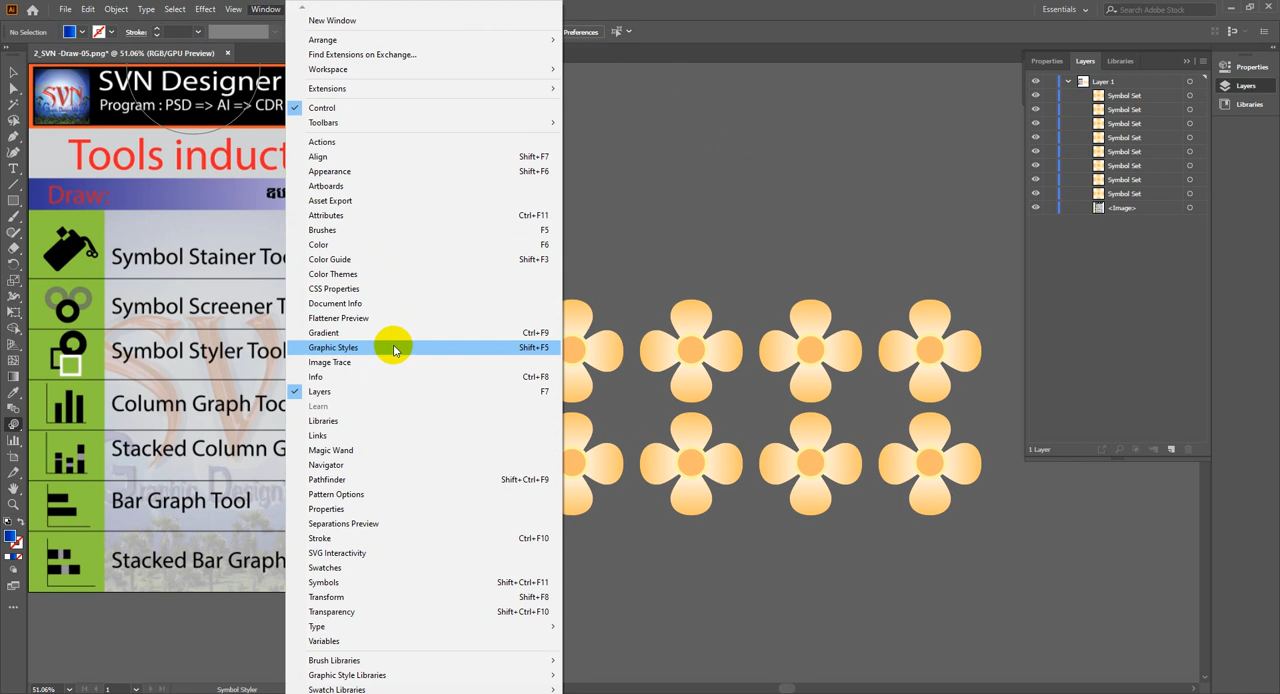 Ai File Edit Object Type Select Effect View Window
Essentials
Search Adobe Stock
No Selection
Stroke:
Preferences
2_SVN -Draw-05.png* @ 51.06% (RGB/GPU Preview)
SVN Designer
Program : PSD => AI => CDR
Tools induct
Draw:
Symbol Stainer Too
Symbol Screener T
Symbol Styler Tool
Column Graph Too
Stacked Column G
Bar Graph Tool
Stacked Bar Graph
SVN
51.06%
1
Symbol Styler
New Window
Arrange
Find Extensions on Exchange...
Workspace
Extensions
Control
Toolbars
Actions
Align Shift+F7
Appearance Shift+F6
Artboards
Asset Export
Attributes Ctrl+F11
Brushes F5
Color F6
Color Guide Shift+F3
Color Themes
CSS Properties
Document Info
Flattener Preview
Gradient Ctrl+F9
Graphic Styles Shift+F5
Image Trace
Info Ctrl+F8
Layers F7
Learn
Libraries
Links
Magic Wand
Navigator
Pathfinder Shift+Ctrl+F9
Pattern Options
Properties
Separations Preview
Stroke Ctrl+F10
SVG Interactivity
Swatches
Symbols Shift+Ctrl+F11
Transform Shift+F8
Transparency Shift+Ctrl+F10
Type
Variables
Brush Libraries
Graphic Style Libraries
Swatch Libraries
Properties Layers Libraries
Layer 1
Symbol Set
Symbol Set
Symbol Set
Symbol Set
Symbol Set
Symbol Set
Symbol Set
Symbol Set
<Image>
1 Layer
Properties
Layers
Libraries